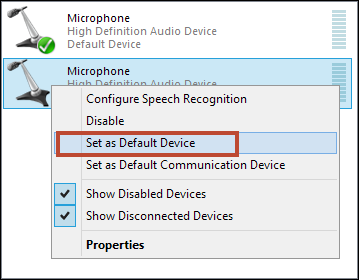 Microphone
High Definition Audio Device
Default Device
Microphone
High Definition Audio Device
Configure Speech Recognition
Disable
Set as Default Device
Set as Default Communication Device
Show Disabled Devices
Show Disconnected Devices
Properties